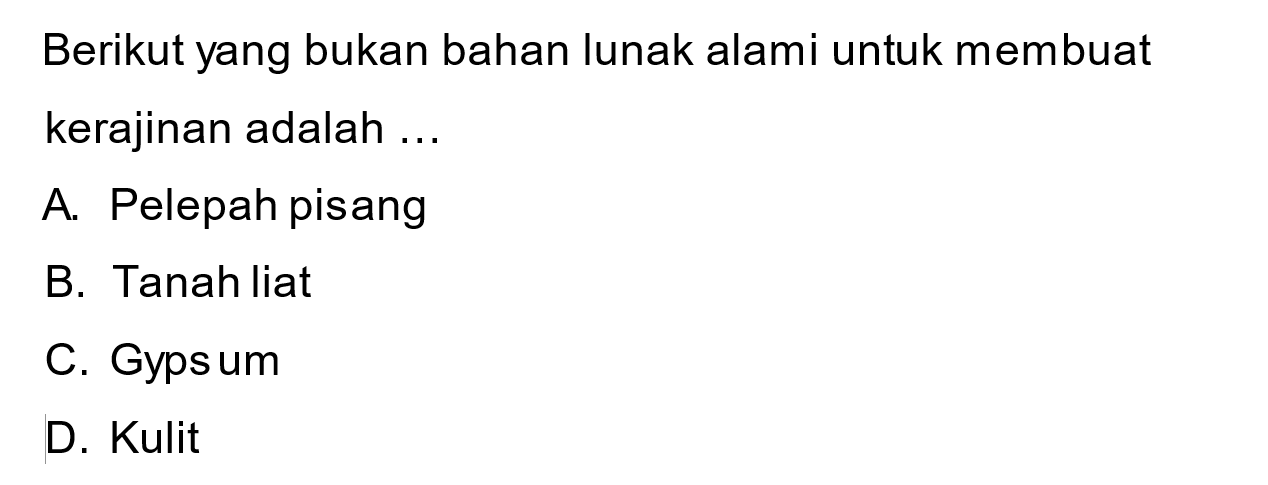 Berikut yang bukan bahan lunak alami untuk membuat
kerajinan adalah ...
A. Pelepah pisang
B. Tanah liat
C. Gypsum
D. Kulit